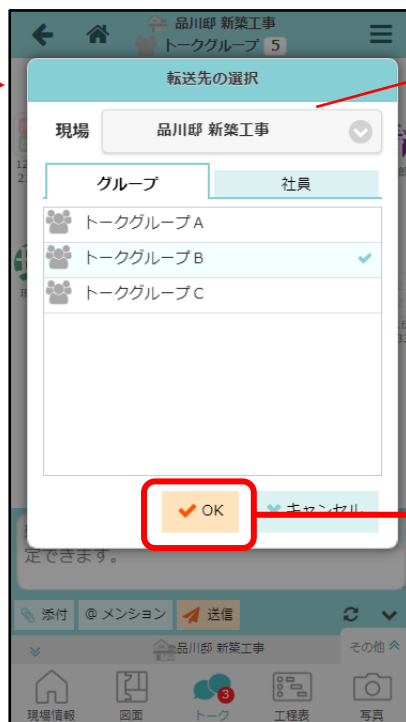 品川邸 新築工事
トークグループ 5
転送先の選択
現場 品川邸 新築工事
グループ 社員
トークグループA
トークグループB
トークグループC
OK キャンセル
定できます。
添付 @ メンション 送信
品川邸 新築工事 その他
3
現場情報 図面 トーク 工程表 写真